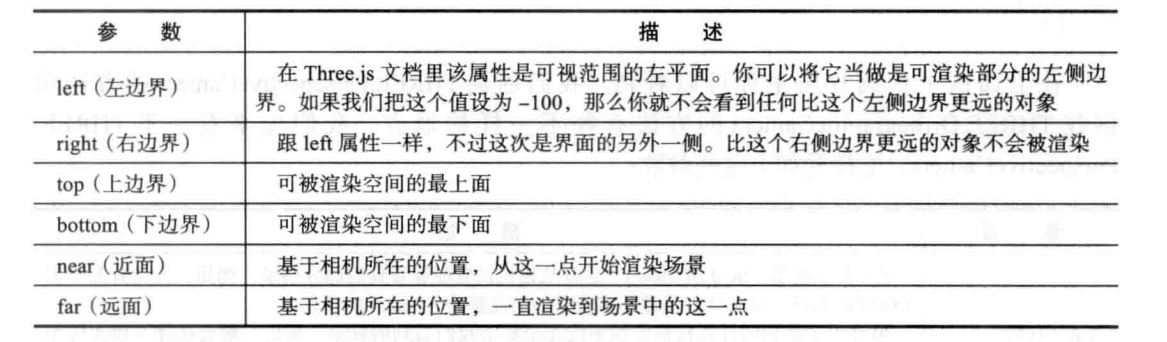 参 数 描 述
left（左边界） 在 Three.js 文档里该属性是可视范围的左平面。你可以将它当做是可渲染部分的左侧边
界。如果我们把这个值设为 -100，那么你就不会看到任何比这个左侧边界更远的对象
right（右边界） 跟 left 属性一样，不过这次是界面的另外一侧。比这个右侧边界更远的对象不会被渲染
top（上边界） 可被渲染空间的最上面
bottom（下边界） 可被渲染空间的最下面
near（近面） 基于相机所在的位置，从这一点开始渲染场景
far（远面） 基于相机所在的位置，一直渲染到场景中的这一点